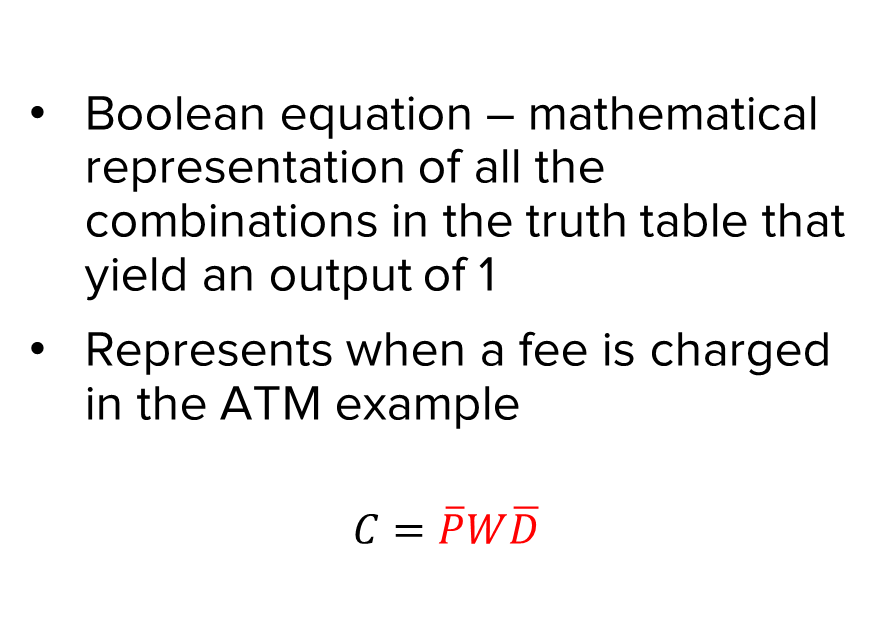 • Boolean equation – mathematical
representation of all the
combinations in the truth table that
yield an output of 1
• Represents when a fee is charged
in the ATM example
C = P̅WD̅